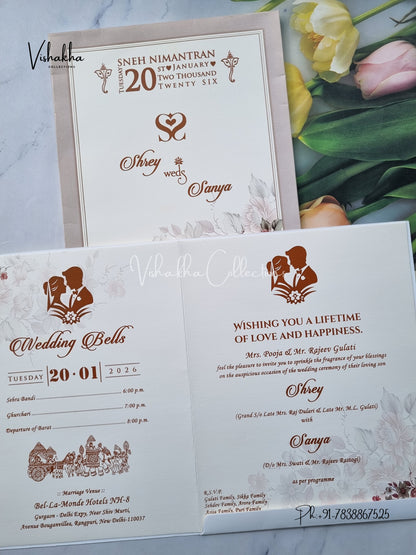 Vishakha
COLLECTIONS
SNEH NIMANTRAN
TUESDAY 20 ST JANUARY
TWO THOUSAND
TWENTY SIX
Shrey
weds
Sanya
Vishakha Collections
Wedding Bells
TUESDAY 20·01 2026
Sehra Bandi 6:00 p.m.
Ghurchari 7:00 p.m.
Departure of Barat 8:00 p.m.
:: Marriage Venue ::
Bel-La-Monde Hotels NH-8
Gurgaon - Delhi Expy, Near Shiv Murti,
Avenue Bouganvillea, Rangpuri, New Delhi-110037
WISHING YOU A LIFETIME
OF LOVE AND HAPPINESS.
Mrs. Pooja & Mr. Rajeev Gulati
feel the pleasure to invite you to sprinkle the fragrance of your blessings
on the auspicious occasion of the wedding ceremony of their loving son
Shrey
(Grand S/o Late Mrs. Raj Dulari & Late Mr. M.L. Gulati)
with
Sanya
(D/o Mrs. Swati & Mr. Rajeev Rastogi)
as per programme
R.S.V.P.
Gulati Family, Sikka Family
Sehdev Family, Arora Family
Ania Family, Puri Family
Ph. +91-7838867525